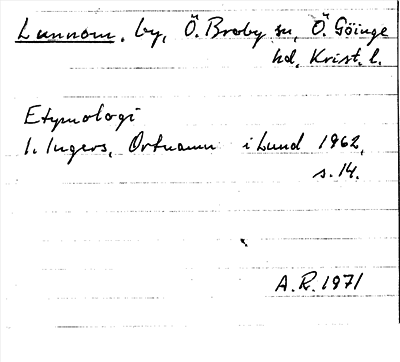 Lunnom, by, Ö. Broby sn, Ö. Göinge
hd, Krist. l.
Etymologi
I. Ingers, Ortnamn i Lund 1962,
s. 14.
A.R. 1971